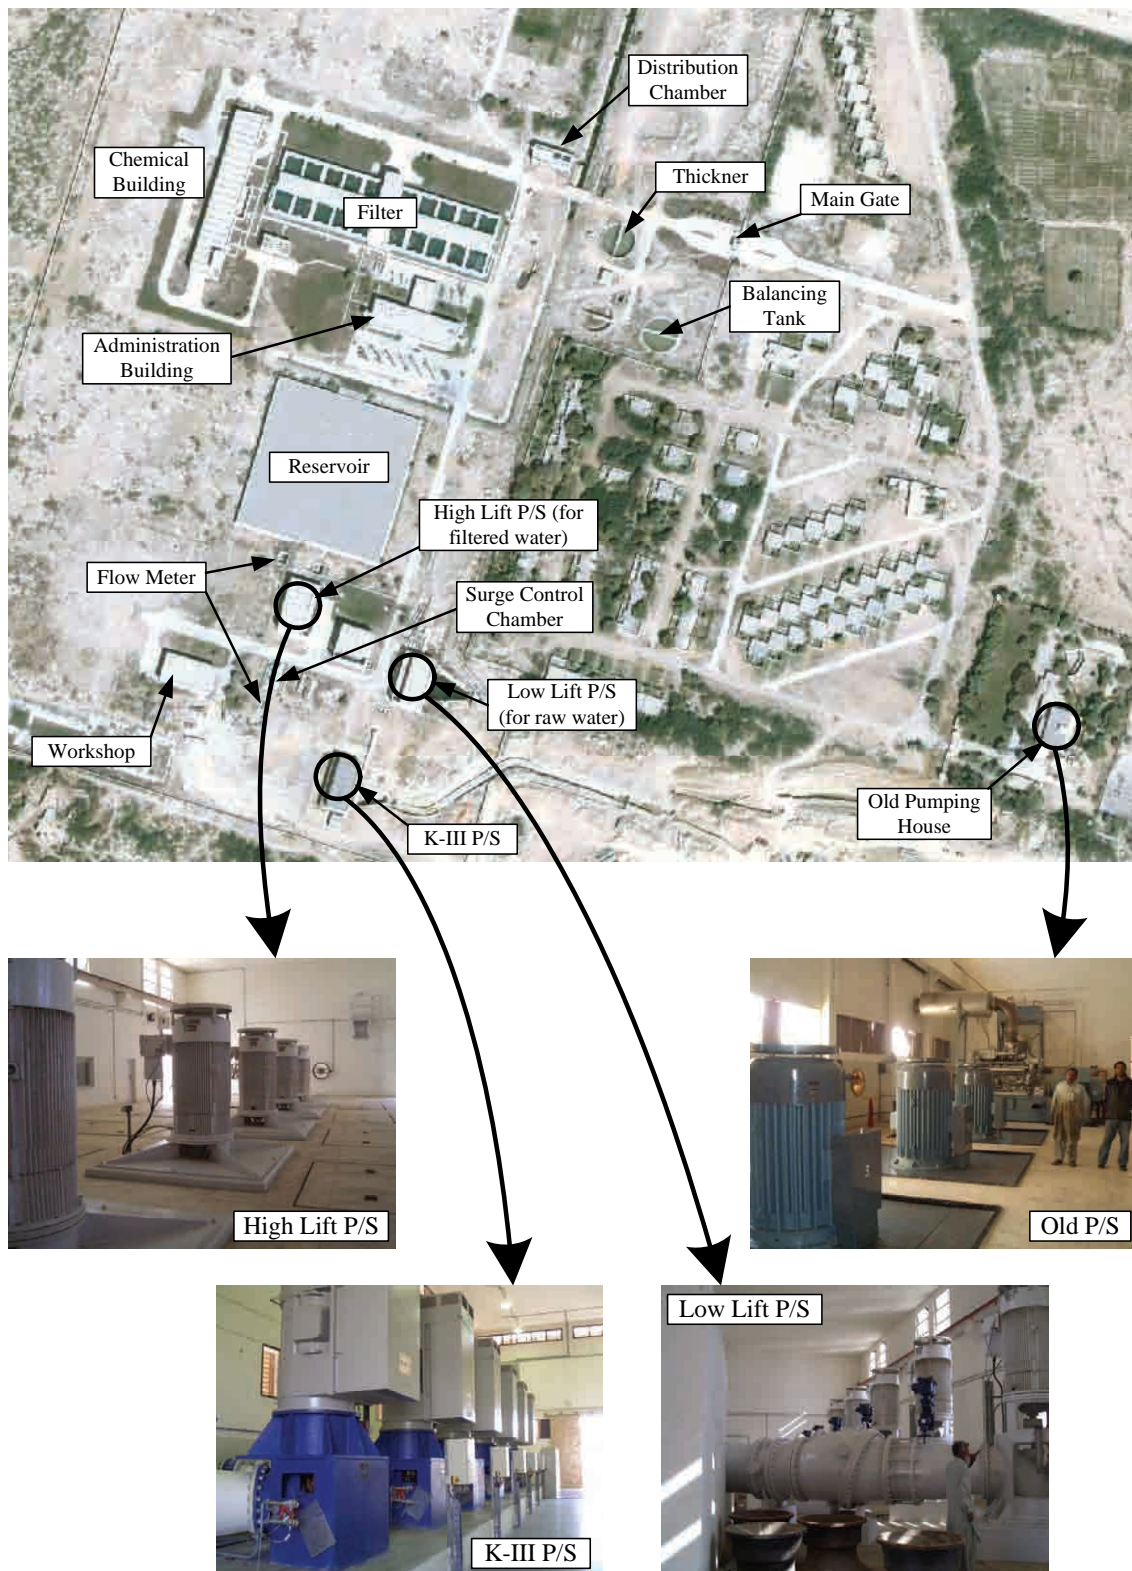 Distribution
Chamber
Chemical
Building
Thickner
Main Gate
Filter
Balancing
Tank
Administration
Building
Reservoir
High Lift P/S (for
filtered water)
Flow Meter
Surge Control
Chamber
Low Lift P/S
(for raw water)
Workshop
Old Pumping
House
K-III P/S
High Lift P/S
Old P/S
Low Lift P/S
K-III P/S